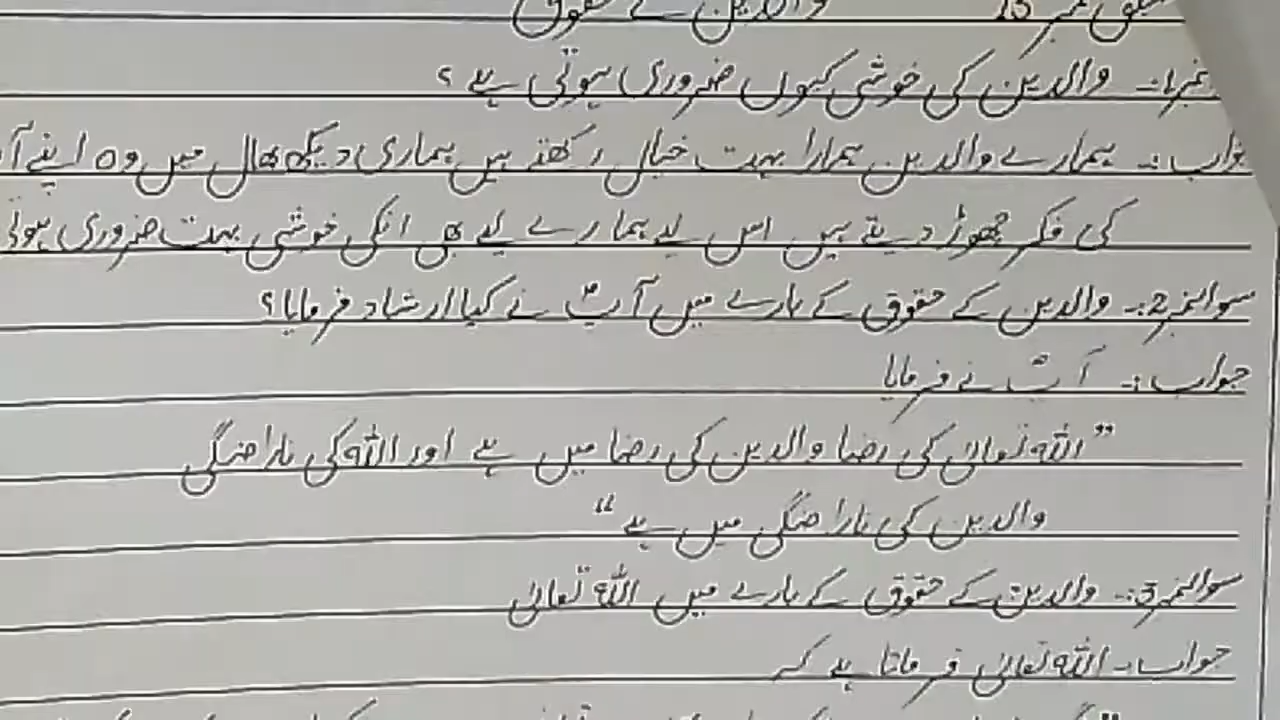 سبق نمبر 15 والدین کے حقوق
نمبر1:۔ والدین کی خوشی کیوں ضروری ہوتی ہے؟
جواب:۔ ہمارے والدین ہمارا بہت خیال رکھتے ہیں ہماری دیکھ بھال میں وہ اپنے
کی فکر چھوڑ دیتے ہیں اس لیے ہمارے لیے بھی انکی خوشی بہت ضروری ہوتی
سوال نمبر2:۔ والدین کے حقوق کے بارے میں آپؐ نے کیا ارشاد فرمایا؟
جواب:۔ آپؐ نے فرمایا
"اللہ تعالیٰ کی رضا والدین کی رضا میں ہے اور اللہ کی ناراضگی
والدین کی ناراضگی میں ہے"
سوال نمبر3:۔ والدین کے حقوق کے بارے میں اللہ تعالیٰ
جواب:۔ اللہ تعالیٰ فرماتا ہے کہ